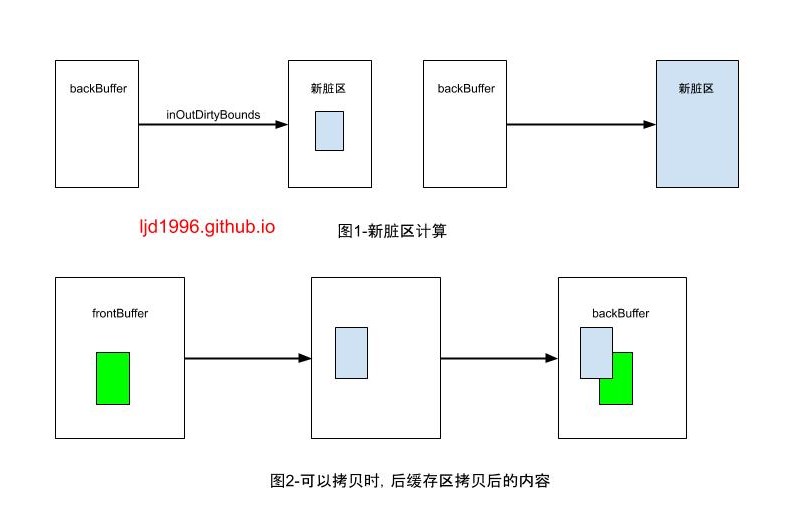 backBuffer
inOutDirtyBounds
新脏区
backBuffer
新脏区
ljd1996.github.io
图1-新脏区计算
frontBuffer
backBuffer
图2-可以拷贝时, 后缓存区拷贝后的内容